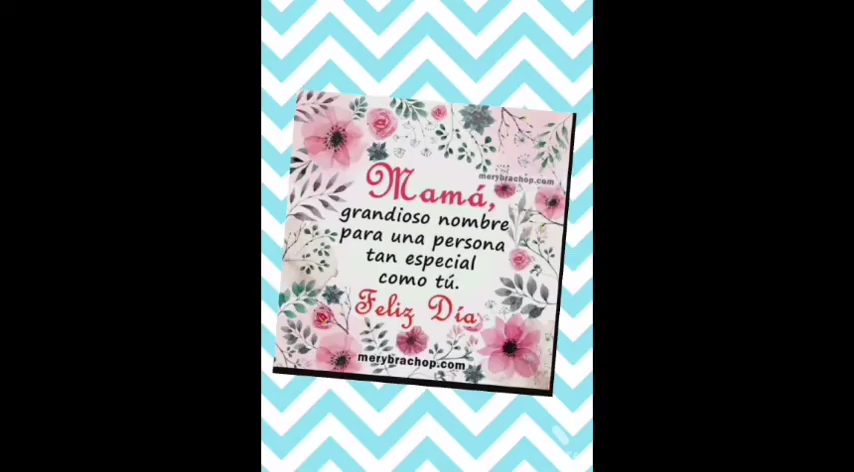 merybrachop.com
Mamá,
grandioso nombre
para una persona
tan especial
como tú.
Feliz Día
merybrachop.com